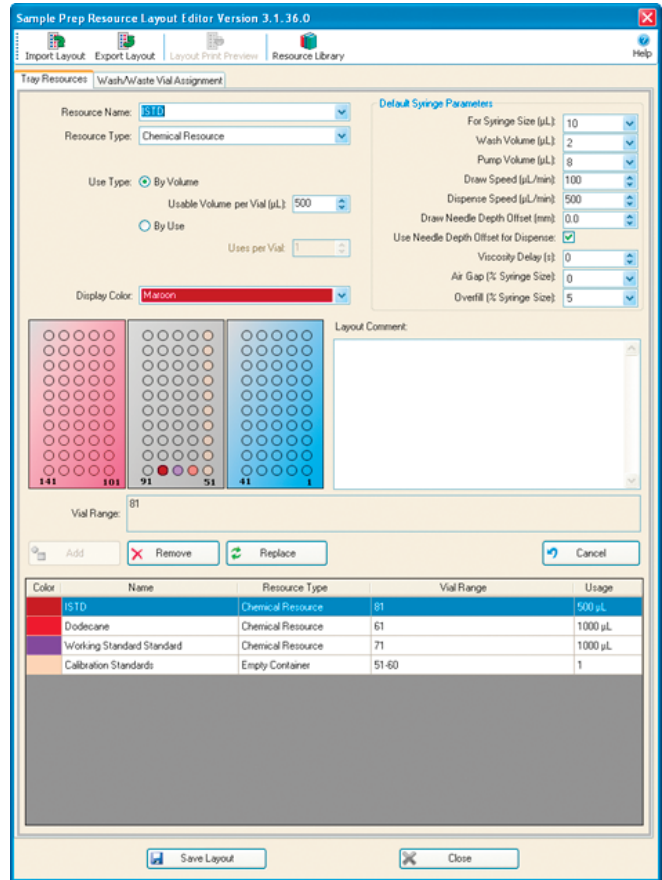 Sample Prep Resource Layout Editor Version 3.1.36.0
Import Layout Export Layout Layout Print Preview Resource Library Help
Tray Resources Wash/Waste Vial Assignment
Resource Name: ISTD
Resource Type: Chemical Resource
Use Type: By Volume
Usable Volume per Vial (µL): 500
By Use
Uses per Vial: 1
Display Color: Maroon
Default Syringe Parameters
For Syringe Size (µL): 10
Wash Volume (µL): 2
Pump Volume (µL): 8
Draw Speed (µL/min): 100
Dispense Speed (µL/min): 500
Draw Needle Depth Offset (mm): 0.0
Use Needle Depth Offset for Dispense:
Viscosity Delay (s): 0
Air Gap (% Syringe Size): 0
Overfill (% Syringe Size): 5
141 101 91 51 41 1
Layout Comment:
Vial Range: 81
Add Remove Replace Cancel
Color Name Resource Type Vial Range Usage
ISTD Chemical Resource 81 500 µL
Dodecane Chemical Resource 61 1000 µL
Working Standard Standard Chemical Resource 71 1000 µL
Calibration Standards Empty Container 51-60 1
Save Layout Close